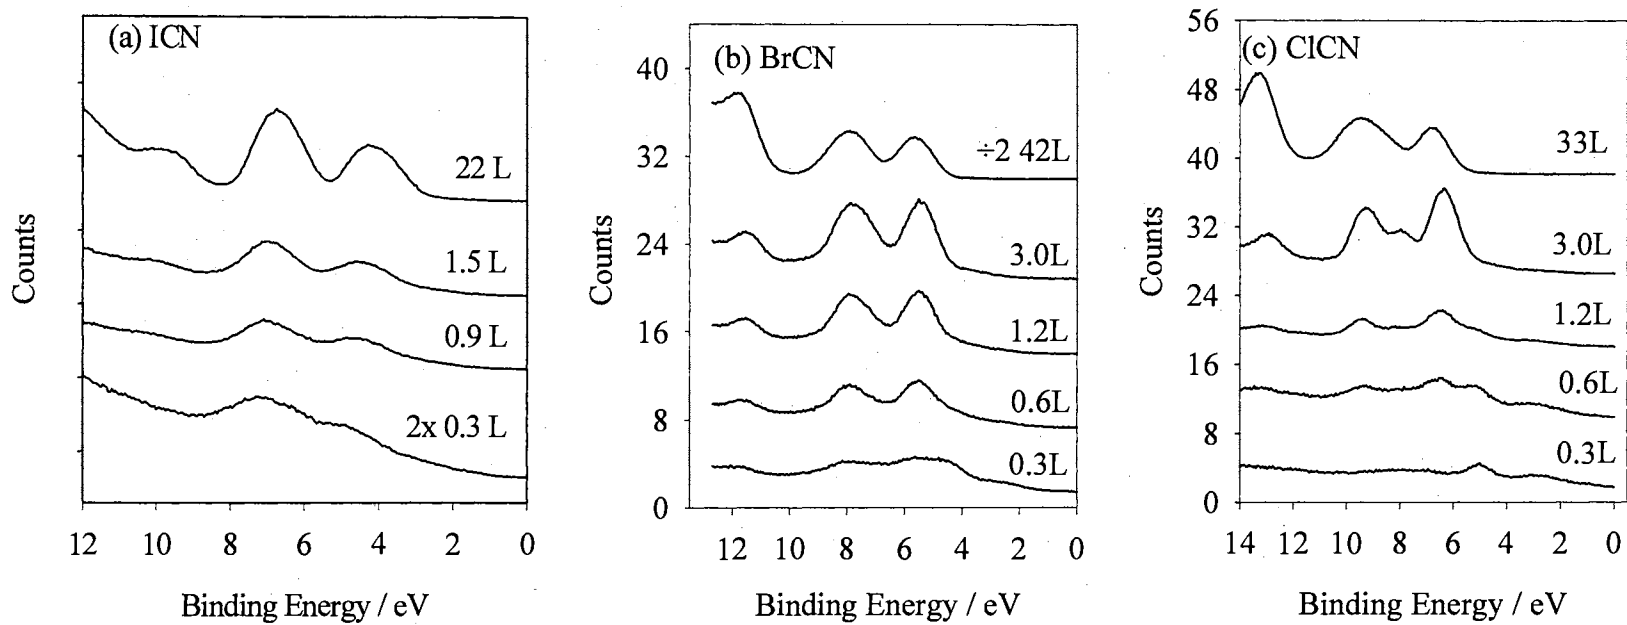 (a) ICN
22 L
1.5 L
0.9 L
2x 0.3 L
Counts
12 10 8 6 4 2 0
Binding Energy / eV
(b) BrCN
40
32
24
16
8
0
÷2 42L
3.0L
1.2L
0.6L
0.3L
Counts
12 10 8 6 4 2 0
Binding Energy / eV
(c) ClCN
56
48
40
32
24
16
8
0
33L
3.0L
1.2L
0.6L
0.3L
Counts
14 12 10 8 6 4 2 0
Binding Energy / eV